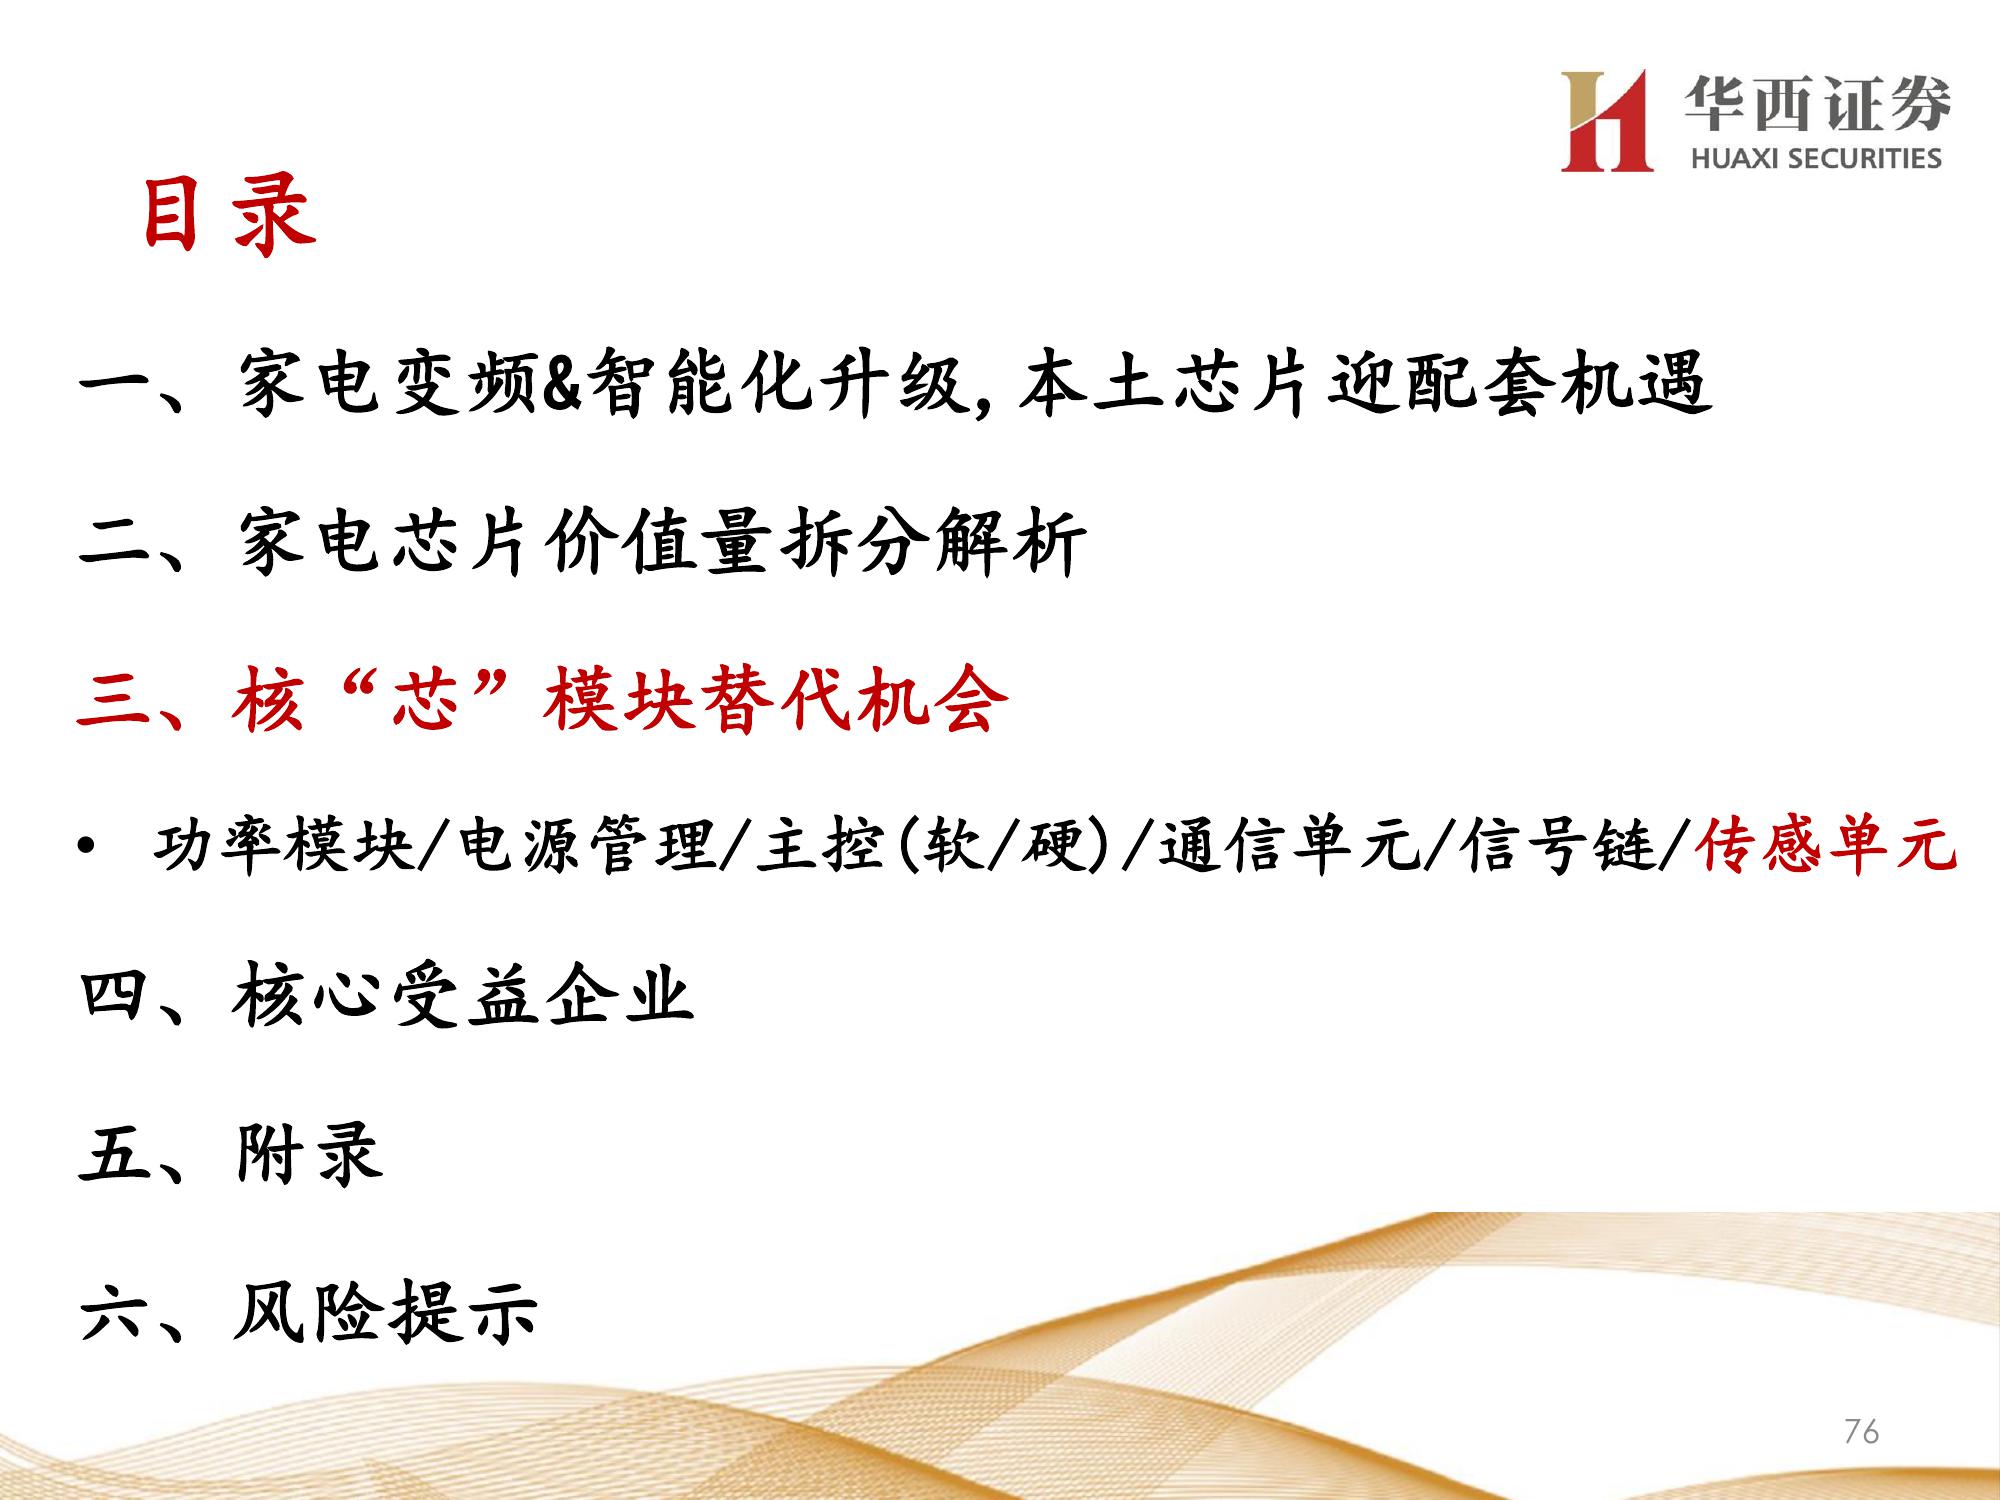 华西证券
HUAXI SECURITIES
目录
一、家电变频&智能化升级,本土芯片迎配套机遇
二、家电芯片价值量拆分解析
三、核“芯”模块替代机会
• 功率模块/电源管理/主控(软/硬)/通信单元/信号链/传感单元
四、核心受益企业
五、附录
六、风险提示
76